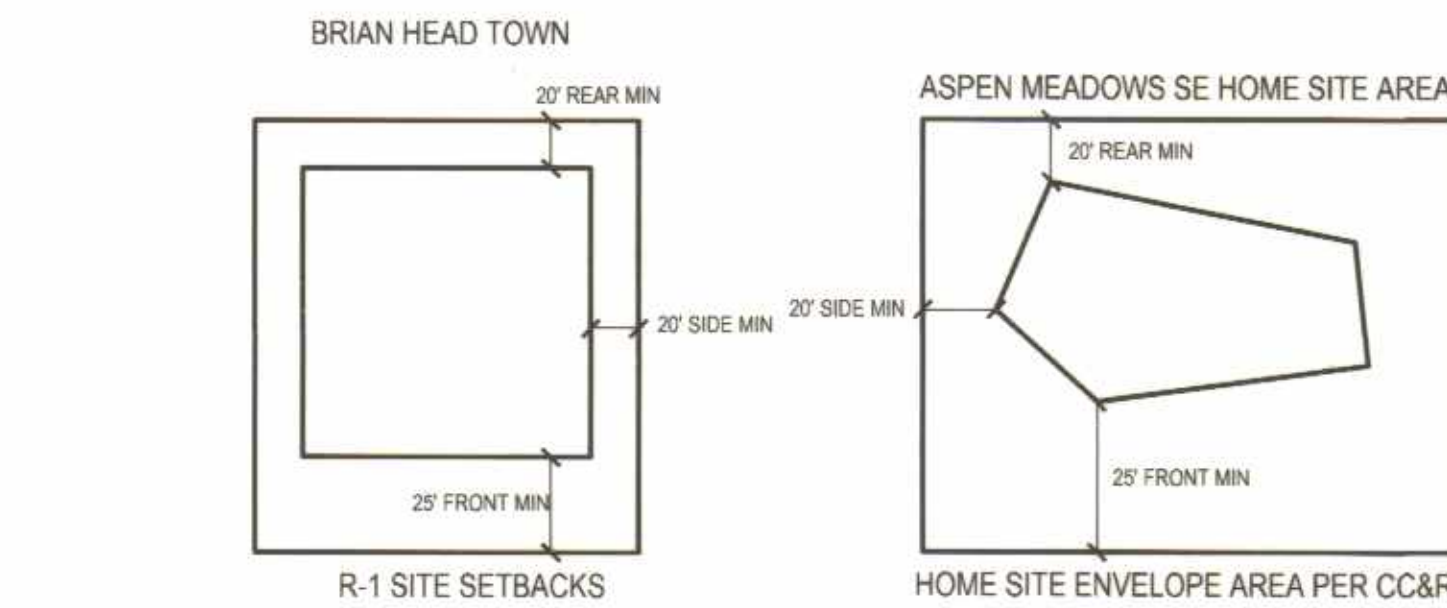 BRIAN HEAD TOWN
20' REAR MIN
20' SIDE MIN
25' FRONT MIN
R-1 SITE SETBACKS
ASPEN MEADOWS SE HOME SITE AREA
20' REAR MIN
20' SIDE MIN
25' FRONT MIN
HOME SITE ENVELOPE AREA PER CC&R